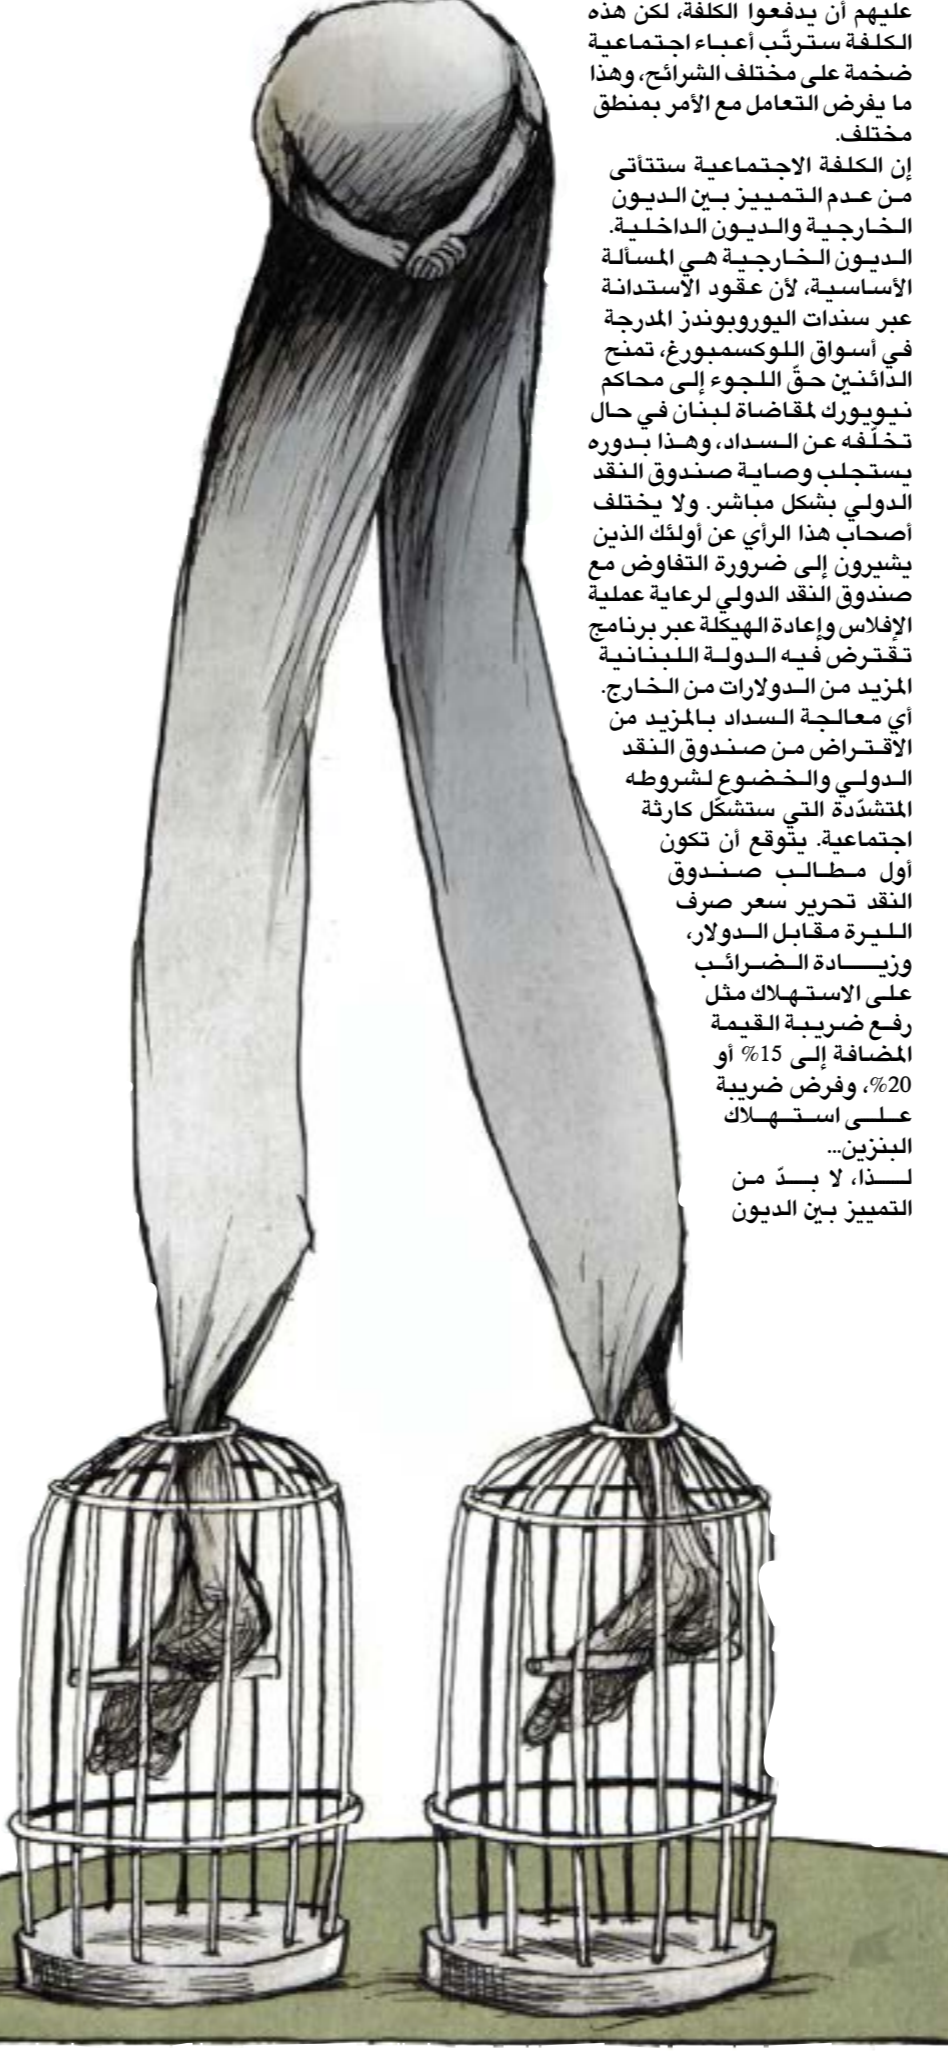 عليهم أن يدفعوا الكلفة، لكن هذه
الكلفة سترتّب أعباء اجتماعية
ضخمة على مختلف الشرائح، وهذا
ما يفرض التعامل مع الأمر بمنطق
مختلف.
إن الكلفة الاجتماعية ستتأتى
من عدم التمييز بين الديون
الخارجية والديون الداخلية.
الديون الخارجية هي المسألة
الأساسية، لأن عقود الاستدانة
عبر سندات اليوروبوندز المدرجة
في أسواق اللوكسمبورغ، تمنح
الدائنين حقّ اللجوء إلى محاكم
نيويورك لمقاضاة لبنان في حال
تخلّفه عن السداد، وهذا بدوره
يستجلب وصاية صندوق النقد
الدولي بشكل مباشر. ولا يختلف
أصحاب هذا الرأي عن أولئك الذين
يشيرون إلى ضرورة التفاوض مع
صندوق النقد الدولي لرعاية عملية
الإفلاس وإعادة الهيكلة عبر برنامج
تقترض فيه الدولة اللبنانية
المزيد من الدولارات من الخارج.
أي معالجة السداد بالمزيد من
الاقتراض من صندوق النقد
الدولي والخضوع لشروطه
المتشدّدة التي ستشكّل كارثة
اجتماعية. يتوقع أن تكون
أول مطالب صندوق
النقد تحرير سعر صرف
الليرة مقابل الدولار،
وزيادة الضرائب
على الاستهلاك مثل
رفع ضريبة القيمة
المضافة إلى 15% أو
20%، وفرض ضريبة
على استهلاك
البنزين...
لذا، لا بدّ من
التمييز بين الديون